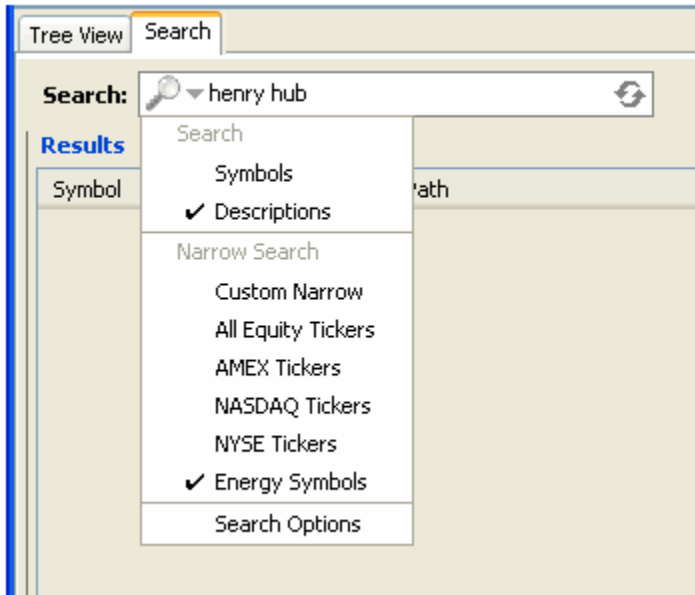 Tree View Search
Search: henry hub
Results
Symbol
Path
Search
Symbols
✔ Descriptions
Narrow Search
Custom Narrow
All Equity Tickers
AMEX Tickers
NASDAQ Tickers
NYSE Tickers
✔ Energy Symbols
Search Options